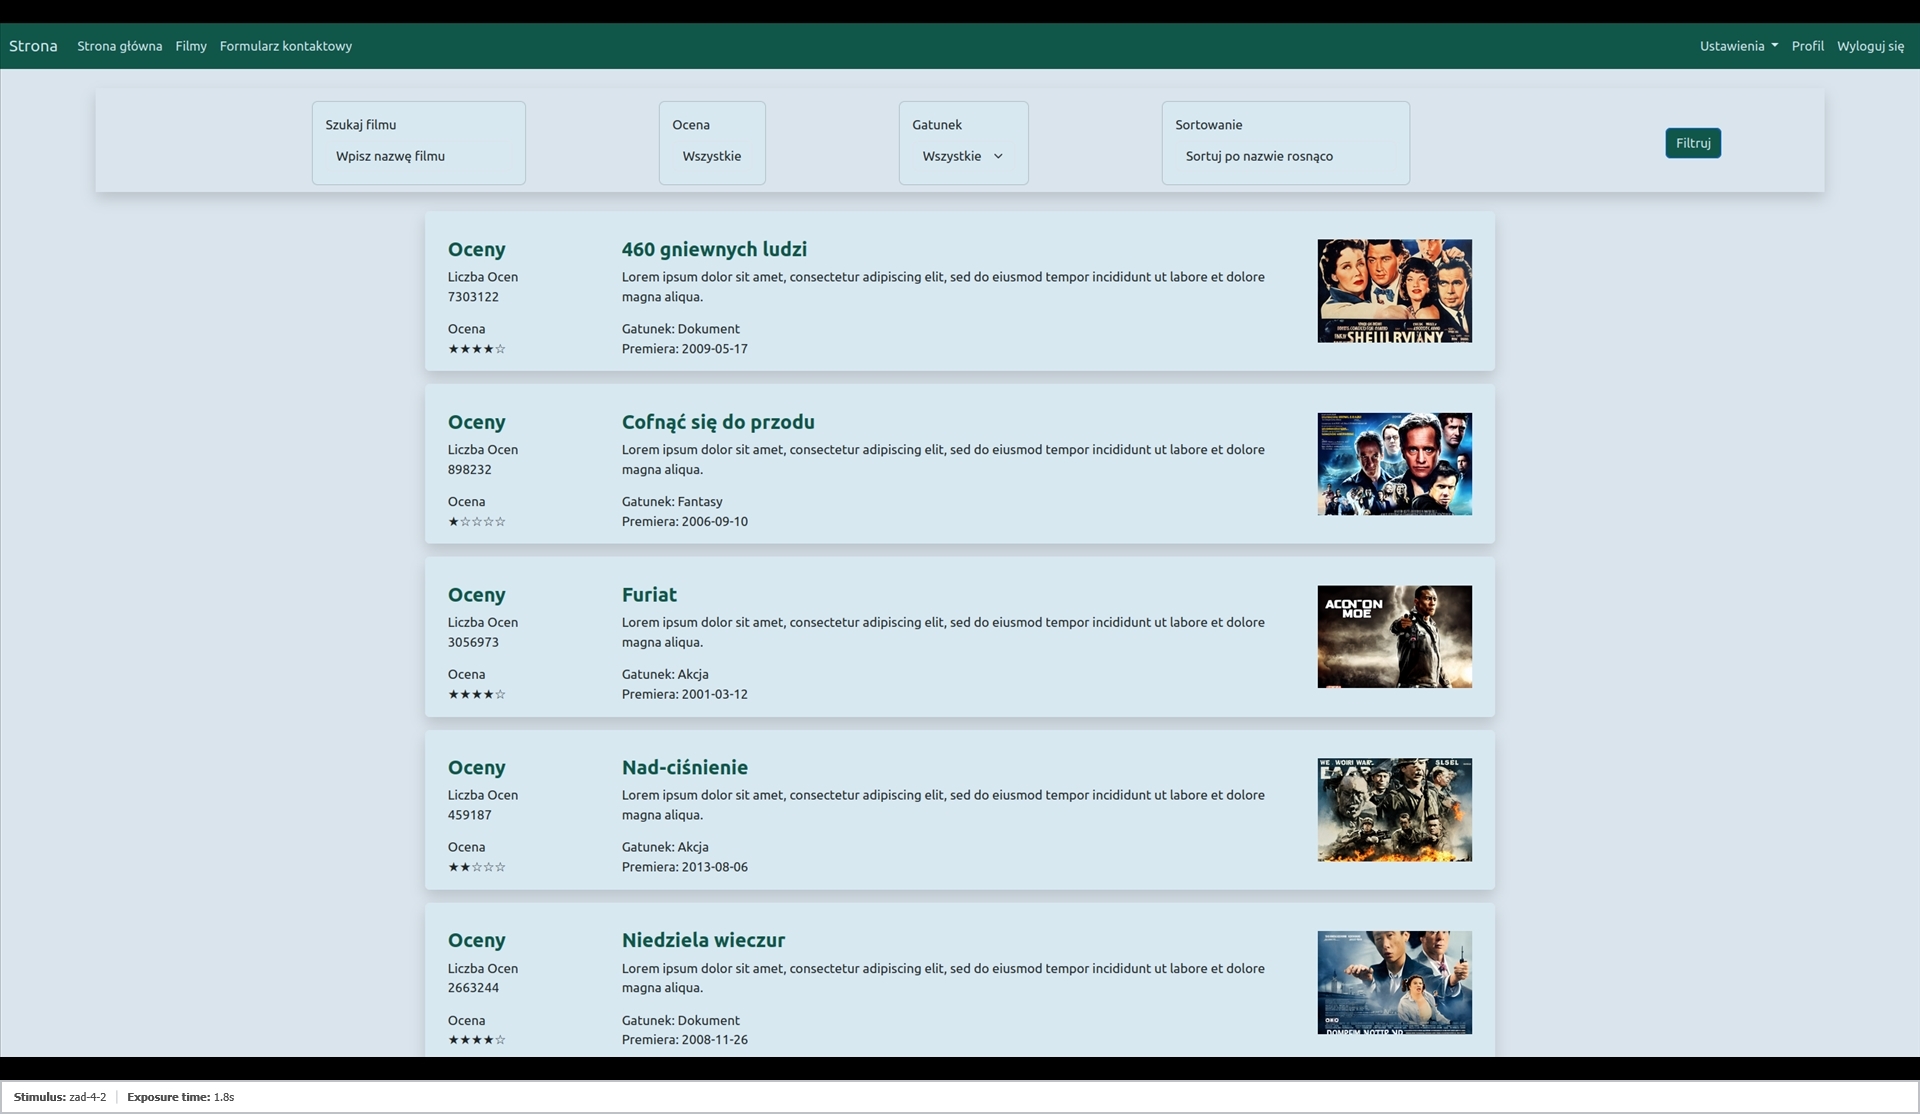 Strona Strona główna Filmy Formularz kontaktowy Ustawienia Profil Wyloguj się
Szukaj filmu Ocena Gatunek Sortowanie
Wpisz nazwę filmu Wszystkie Wszystkie Sortuj po nazwie rosnąco Filtruj
Oceny
Liczba Ocen
7303122
Ocena
★★★★☆
460 gniewnych ludzi
Lorem ipsum dolor sit amet, consectetur adipiscing elit, sed do eiusmod tempor incididunt ut labore et dolore
magna aliqua.
Gatunek: Dokument
Premiera: 2009-05-17
SHEULRVIANY
Oceny
Liczba Ocen
898232
Ocena
★☆☆☆☆
Cofnąć się do przodu
Lorem ipsum dolor sit amet, consectetur adipiscing elit, sed do eiusmod tempor incididunt ut labore et dolore
magna aliqua.
Gatunek: Fantasy
Premiera: 2006-09-10
Oceny
Liczba Ocen
3056973
Ocena
★★★★☆
Furiat
Lorem ipsum dolor sit amet, consectetur adipiscing elit, sed do eiusmod tempor incididunt ut labore et dolore
magna aliqua.
Gatunek: Akcja
Premiera: 2001-03-12
ACON'ON
MOE
Oceny
Liczba Ocen
459187
Ocena
★★☆☆☆
Nad-ciśnienie
Lorem ipsum dolor sit amet, consectetur adipiscing elit, sed do eiusmod tempor incididunt ut labore et dolore
magna aliqua.
Gatunek: Akcja
Premiera: 2013-08-06
WE WOIRI WAR. SLSEL
Oceny
Liczba Ocen
2663244
Ocena
★★★★☆
Niedziela wieczur
Lorem ipsum dolor sit amet, consectetur adipiscing elit, sed do eiusmod tempor incididunt ut labore et dolore
magna aliqua.
Gatunek: Dokument
Premiera: 2008-11-26
Stimulus: zad-4-2 Exposure time: 1.8s